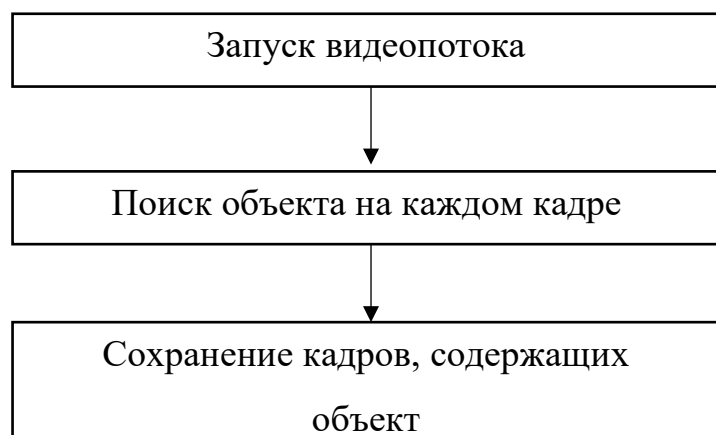 Запуск видеопотока
Поиск объекта на каждом кадре
Сохранение кадров, содержащих
объект